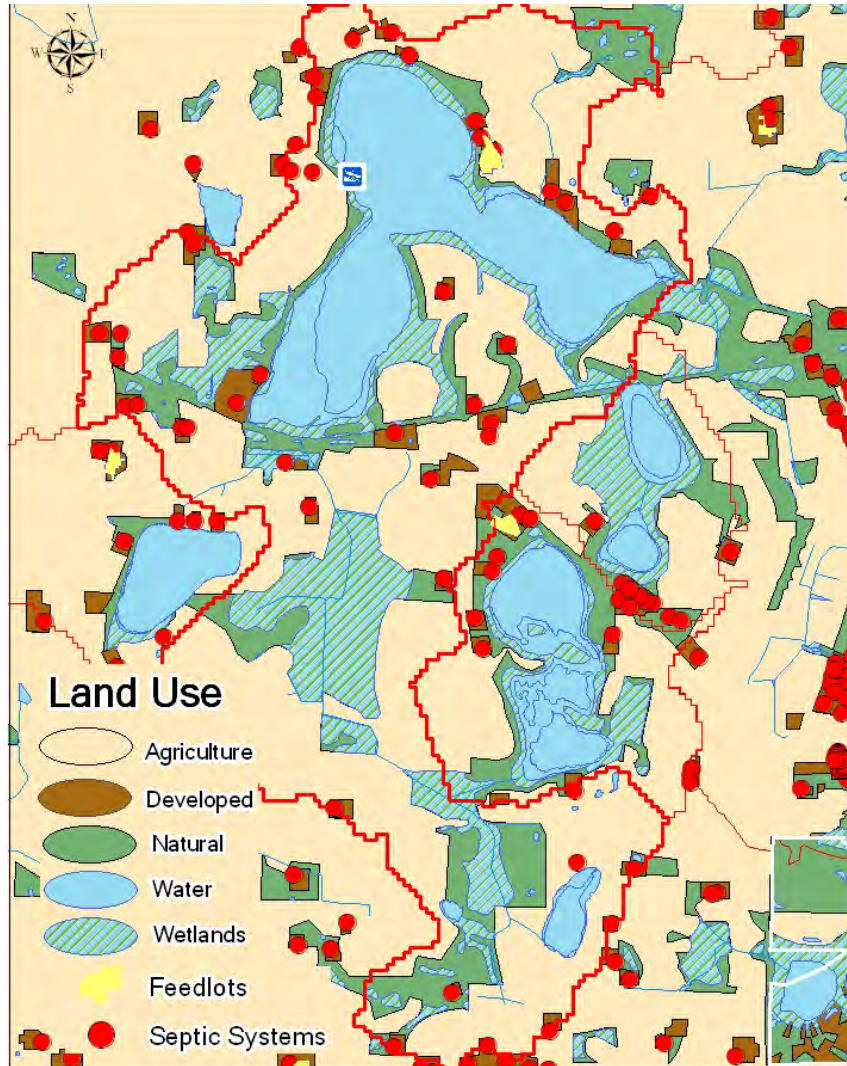 N
W
E
S
Land Use
Agriculture
Developed
Natural
Water
Wetlands
Feedlots
Septic Systems